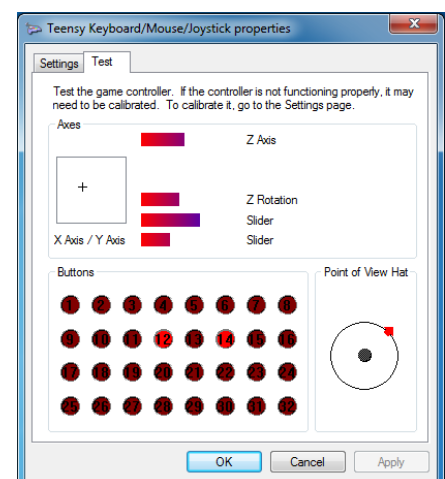 Teensy Keyboard/Mouse/Joystick properties
Settings Test
Test the game controller. If the controller is not functioning properly, it may
need to be calibrated. To calibrate it, go to the Settings page.
Axes
Z Axis
Z Rotation
Slider
X Axis / Y Axis Slider
Buttons Point of View Hat
1 2 3 4 5 6 7 8
9 10 11 12 13 14 15 16
17 18 19 20 21 22 23 24
25 26 27 28 29 30 31 32
OK Cancel Apply